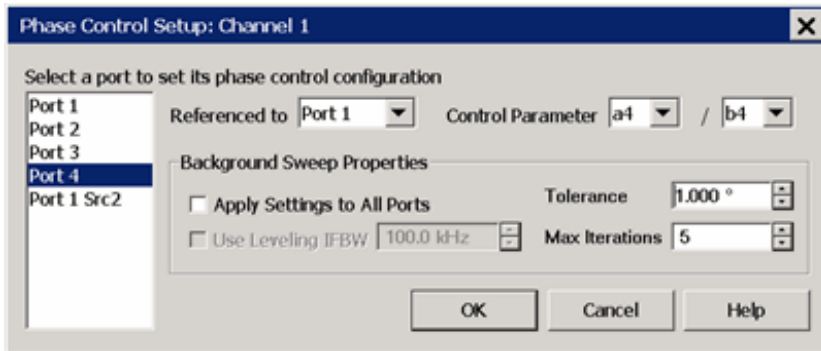 Phase Control Setup: Channel 1
Select a port to set its phase control configuration
Port 1
Port 2
Port 3
Port 4
Port 1 Src2
Referenced to Port 1 Control Parameter a4 / b4
Background Sweep Properties
Apply Settings to All Ports Tolerance 1.000 °
Use Leveling IFBW 100.0 kHz Max Iterations 5
OK Cancel Help